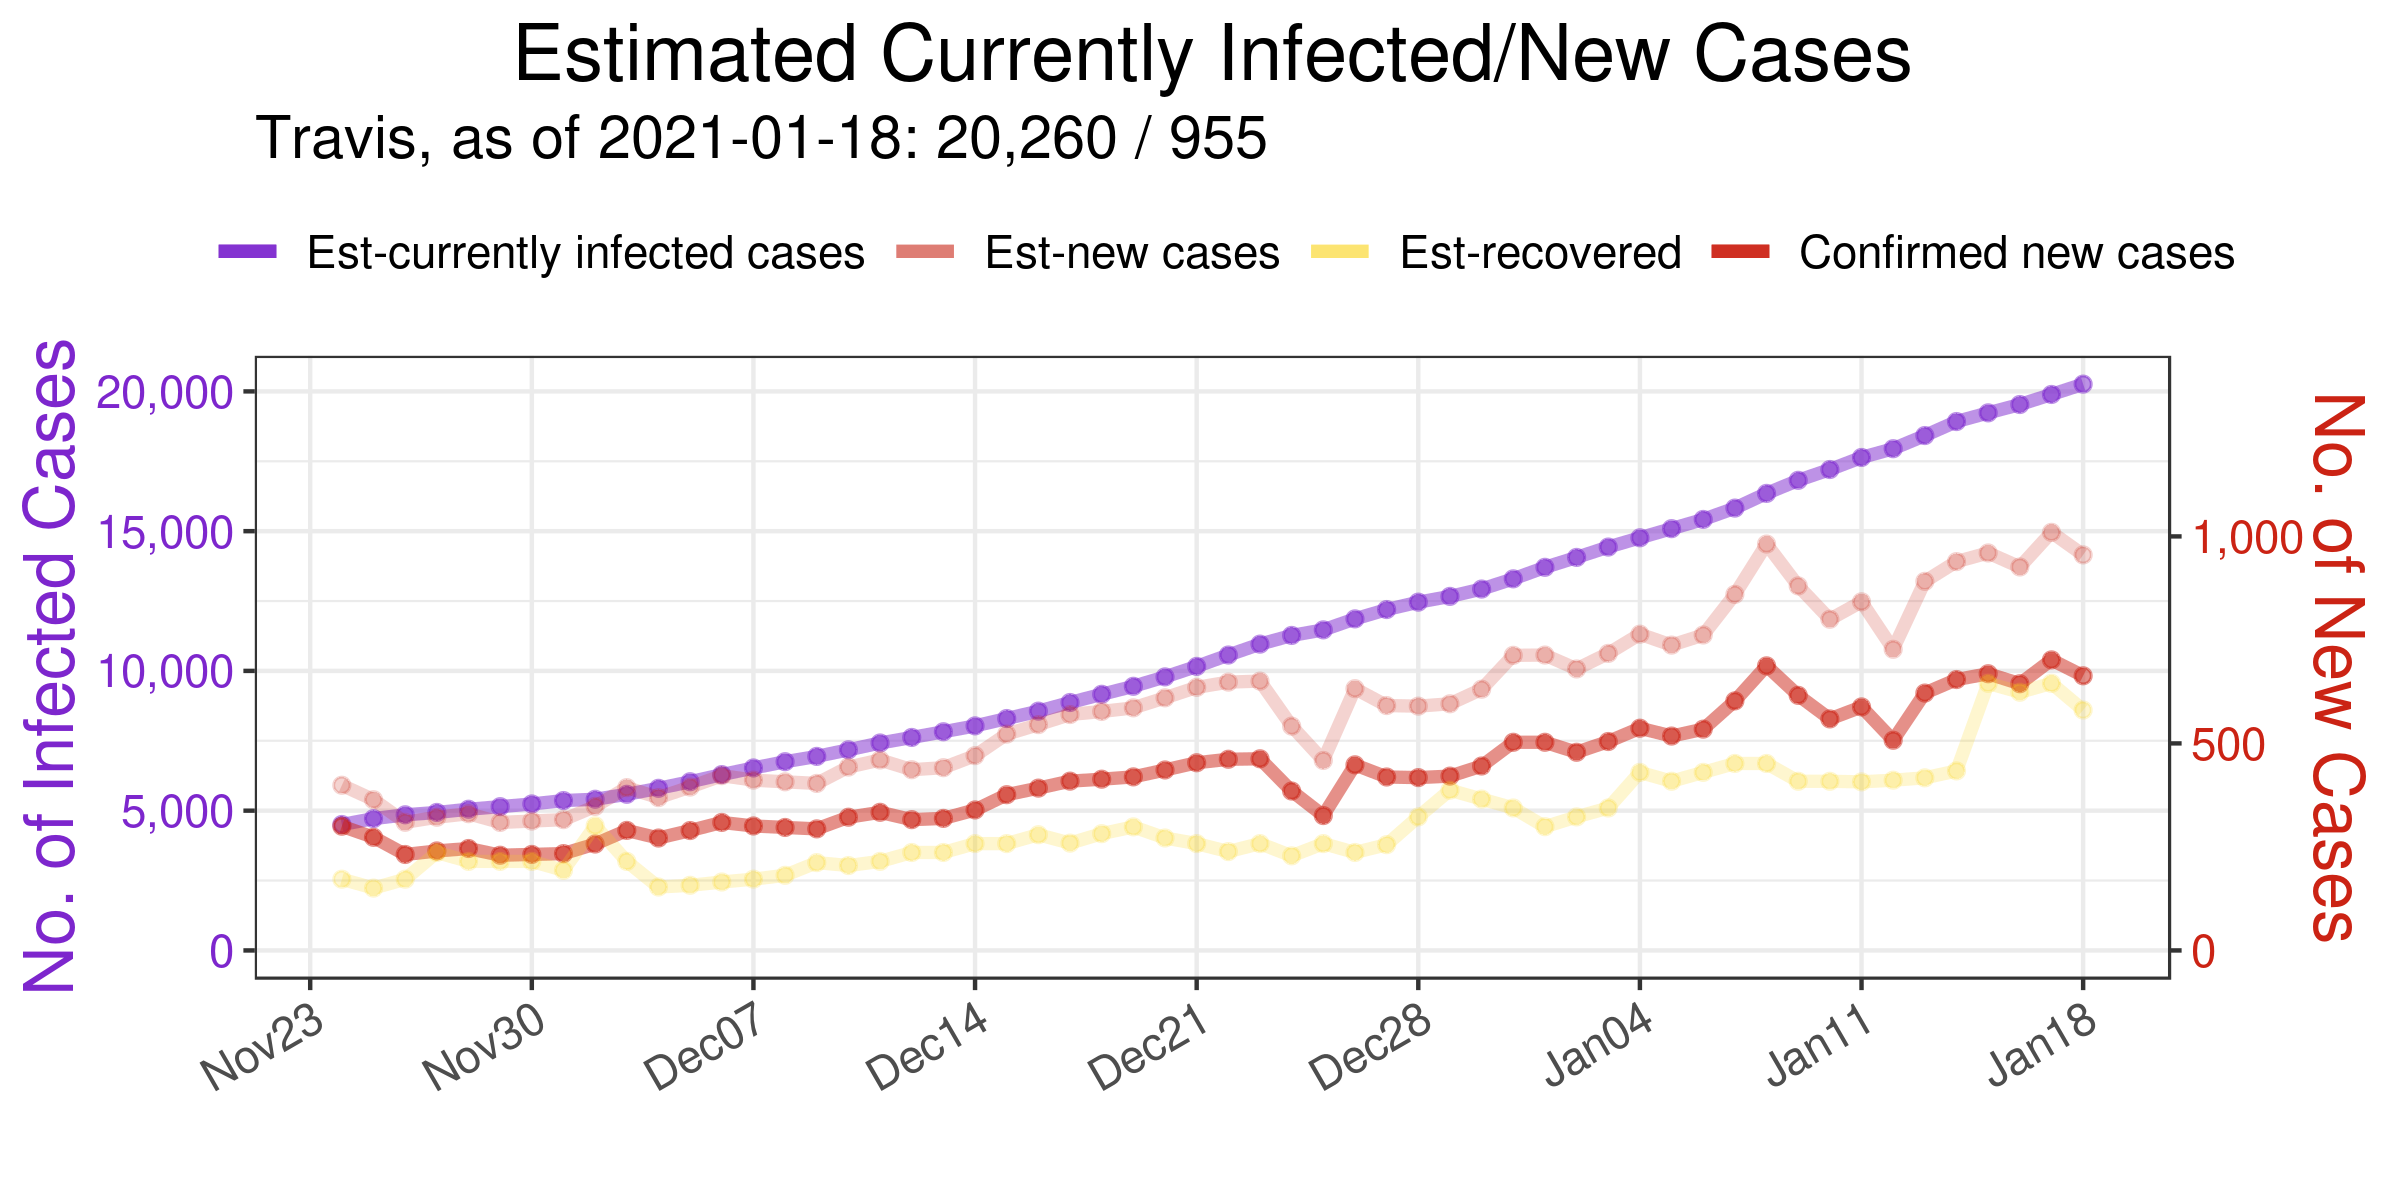 Estimated Currently Infected/New Cases
Travis, as of 2021-01-18: 20,260 / 955
Est-currently infected cases Est-new cases Est-recovered Confirmed new cases
No. of Infected Cases
20,000
15,000
10,000
5,000
0
No. of New Cases
1,000
500
0
Nov23 Nov30 Dec07 Dec14 Dec21 Dec28 Jan04 Jan11 Jan18